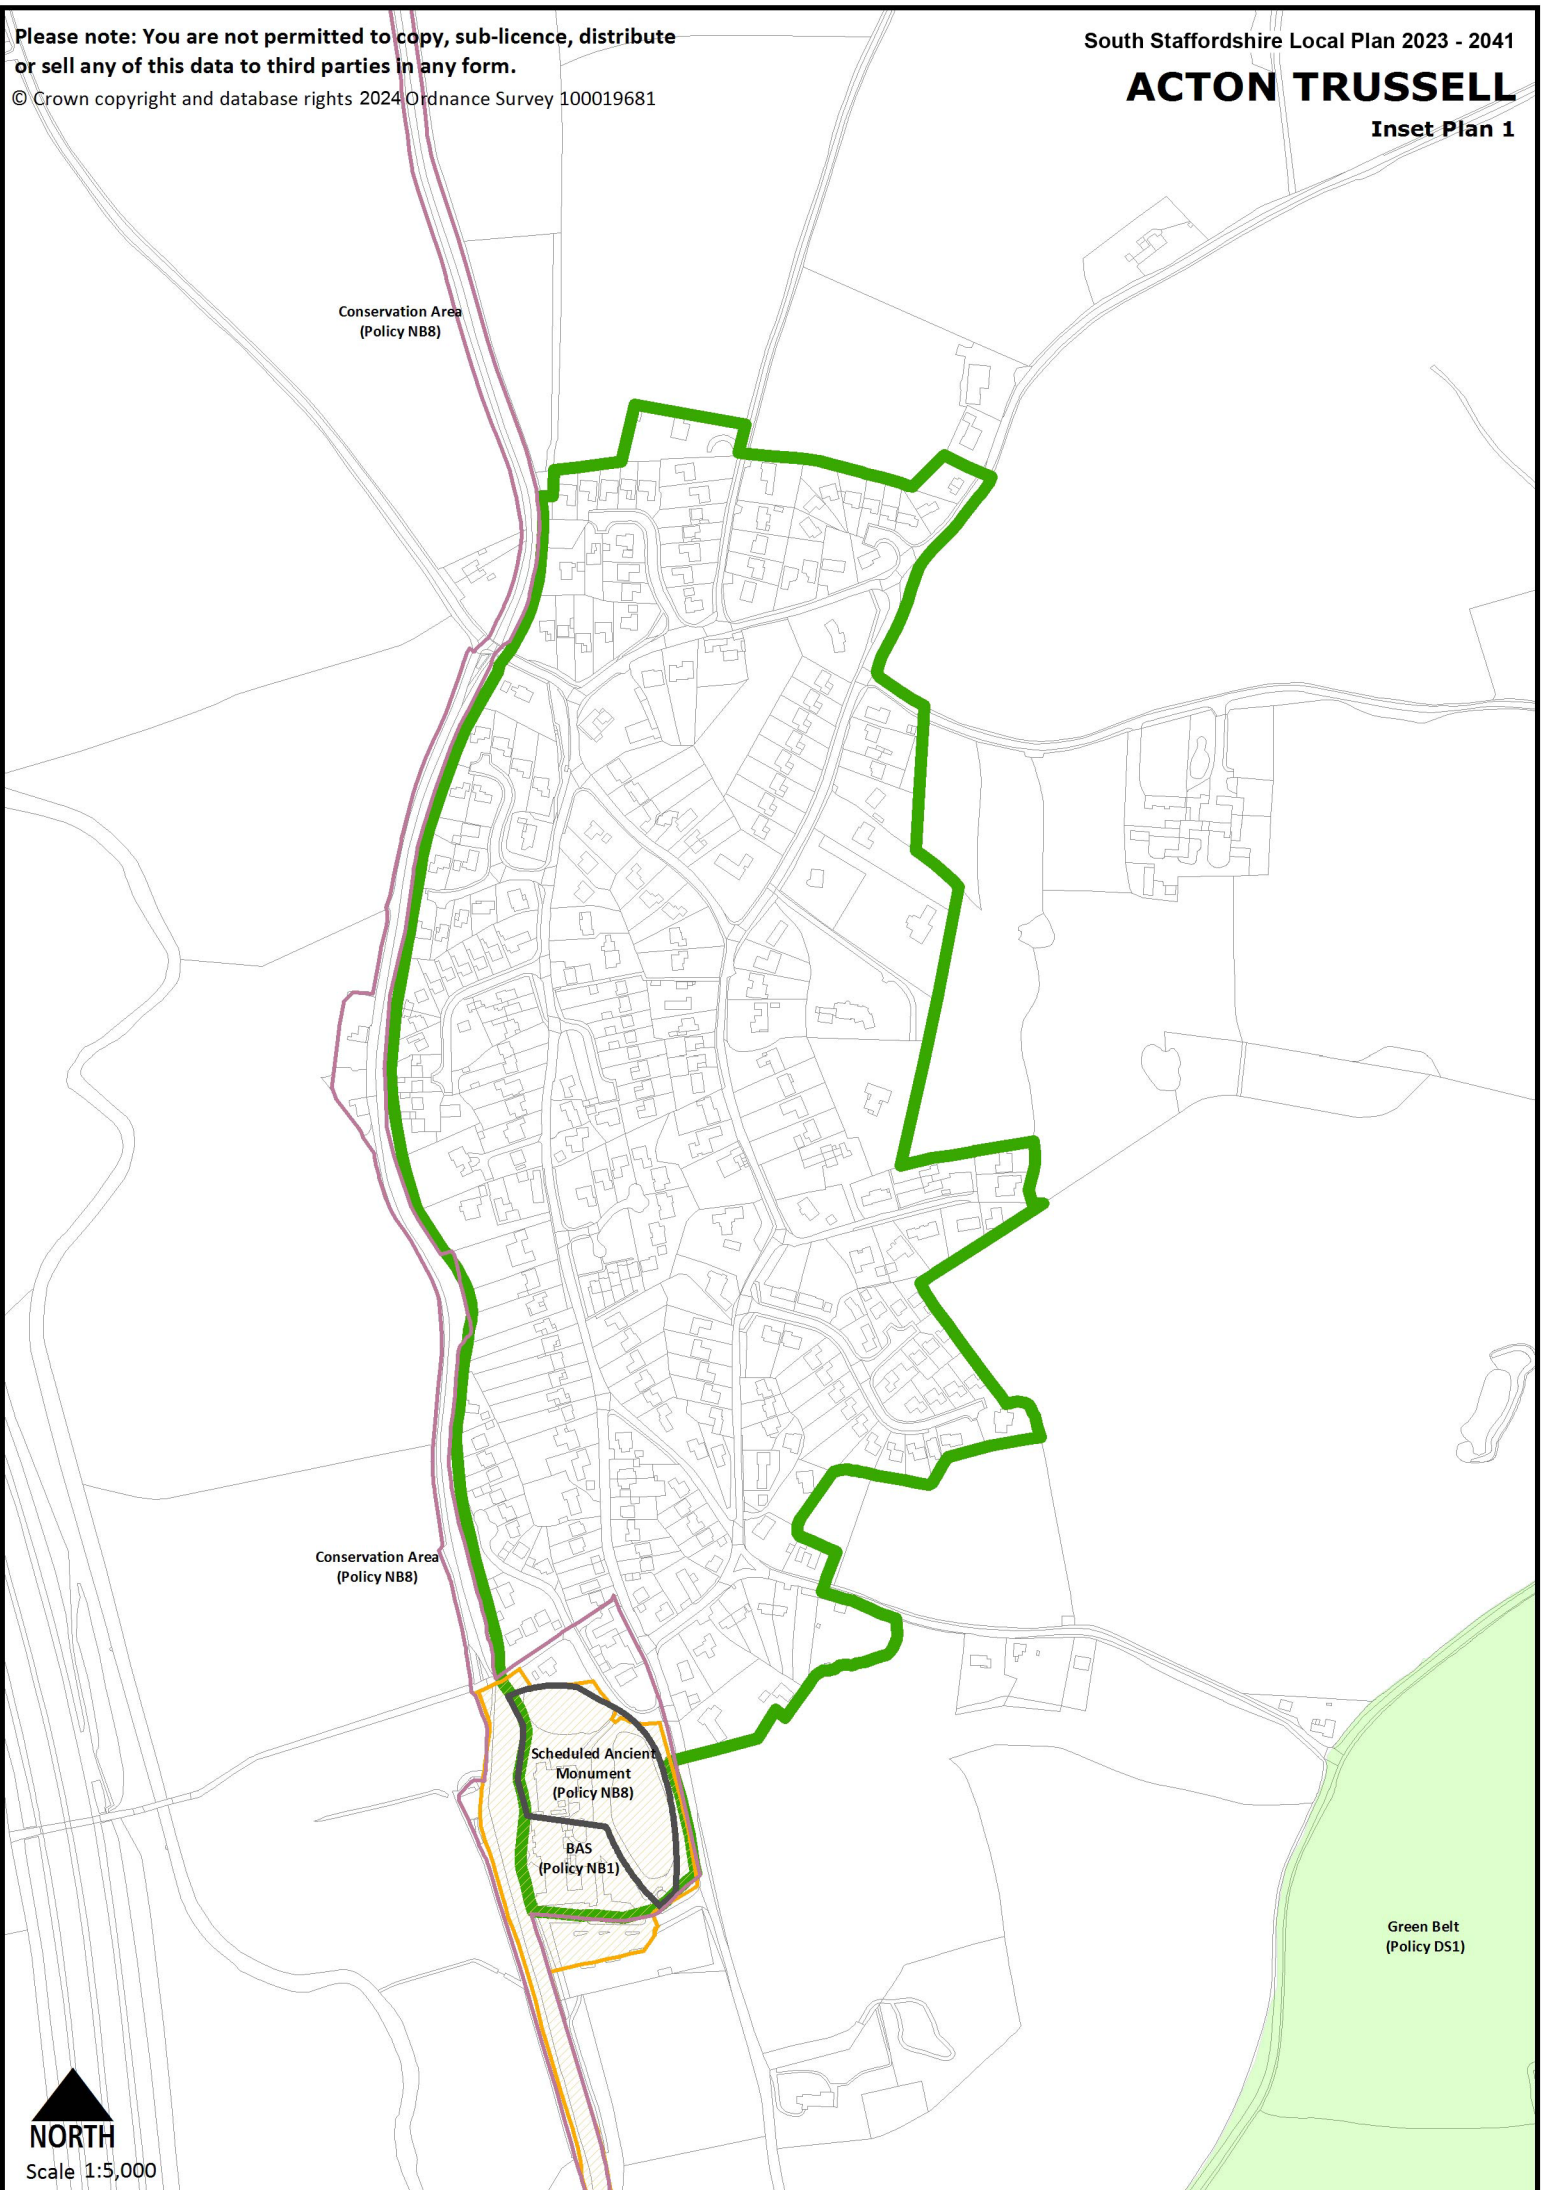 Please note: You are not permitted to copy, sub-licence, distribute
or sell any of this data to third parties in any form.
© Crown copyright and database rights 2024 Ordnance Survey 100019681
South Staffordshire Local Plan 2023 - 2041
ACTON TRUSSELL
Inset Plan 1
Conservation Area
(Policy NB8)
Conservation Area
(Policy NB8)
Scheduled Ancient
Monument
(Policy NB8)
BAS
(Policy NB1)
Green Belt
(Policy DS1)
NORTH
Scale 1:5,000